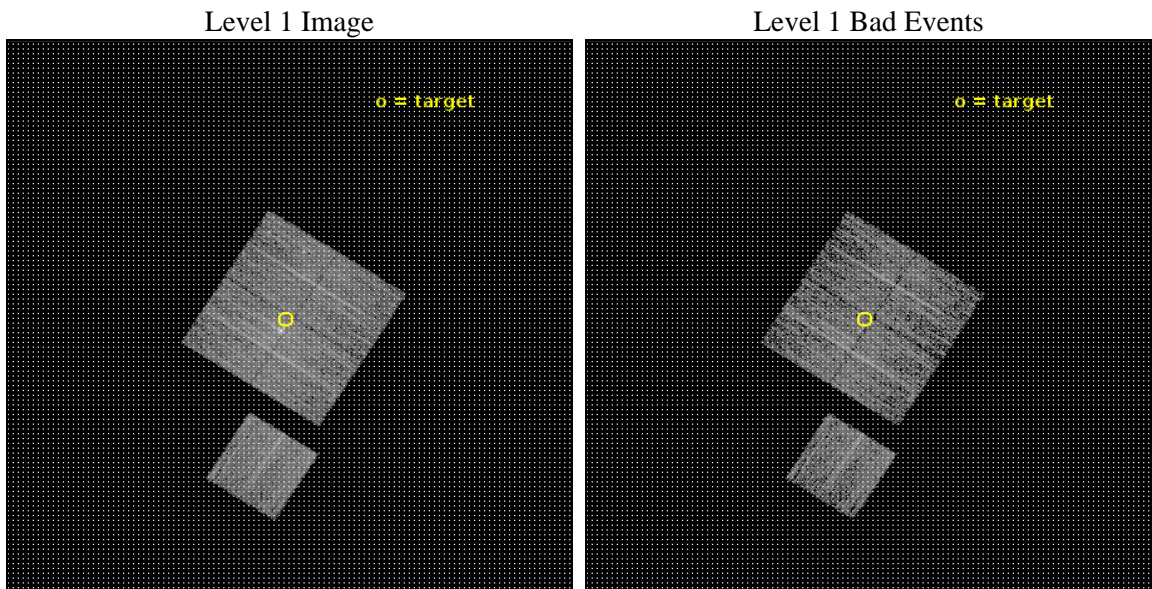 Level 1 Image
Level 1 Bad Events
o = target
o = target